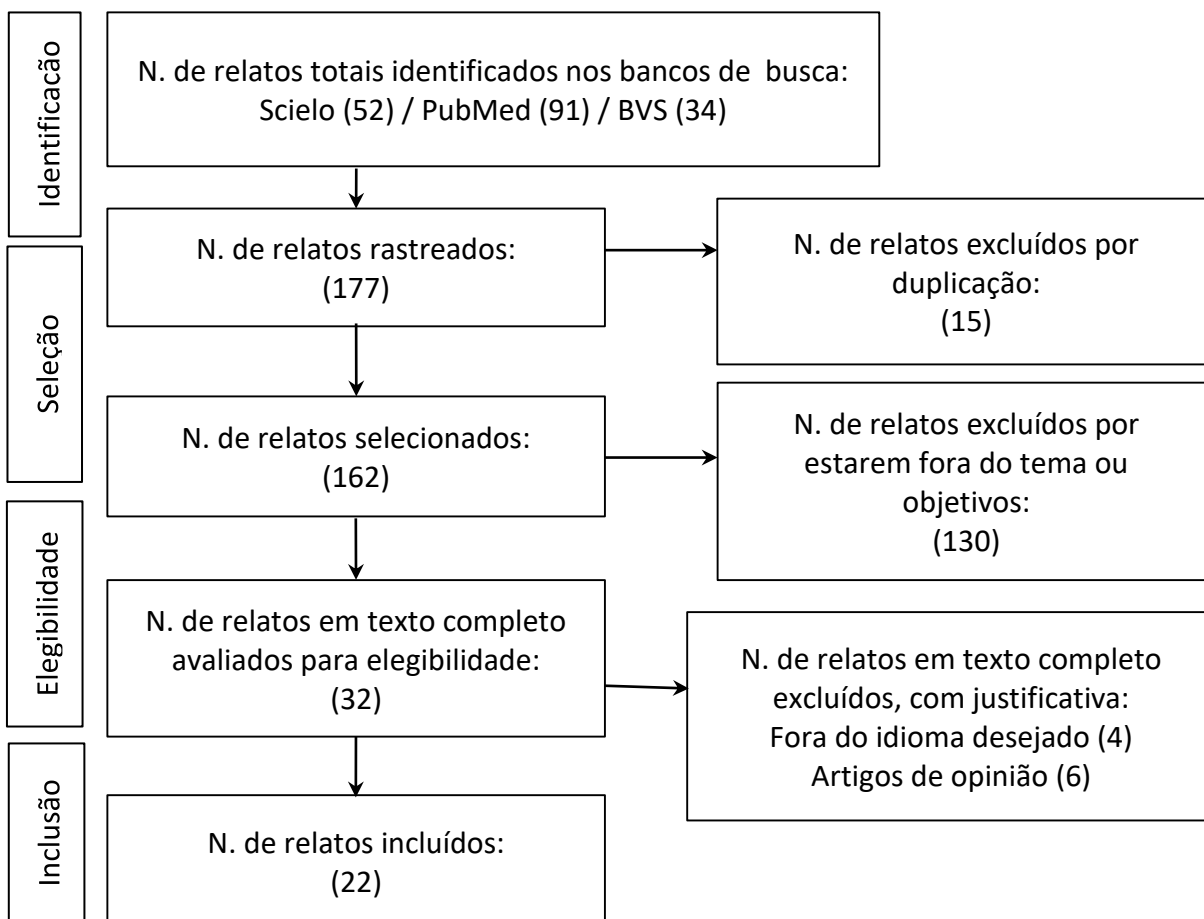 Identificação
N. de relatos totais identificados nos bancos de busca:
Scielo (52) / PubMed (91) / BVS (34)
Seleção
N. de relatos rastreados:
(177)
N. de relatos excluídos por
duplicação:
(15)
N. de relatos selecionados:
(162)
N. de relatos excluídos por
estarem fora do tema ou
objetivos:
(130)
Elegibilidade
N. de relatos em texto completo
avaliados para elegibilidade:
(32)
N. de relatos em texto completo
excluídos, com justificativa:
Fora do idioma desejado (4)
Artigos de opinião (6)
Inclusão
N. de relatos incluídos:
(22)